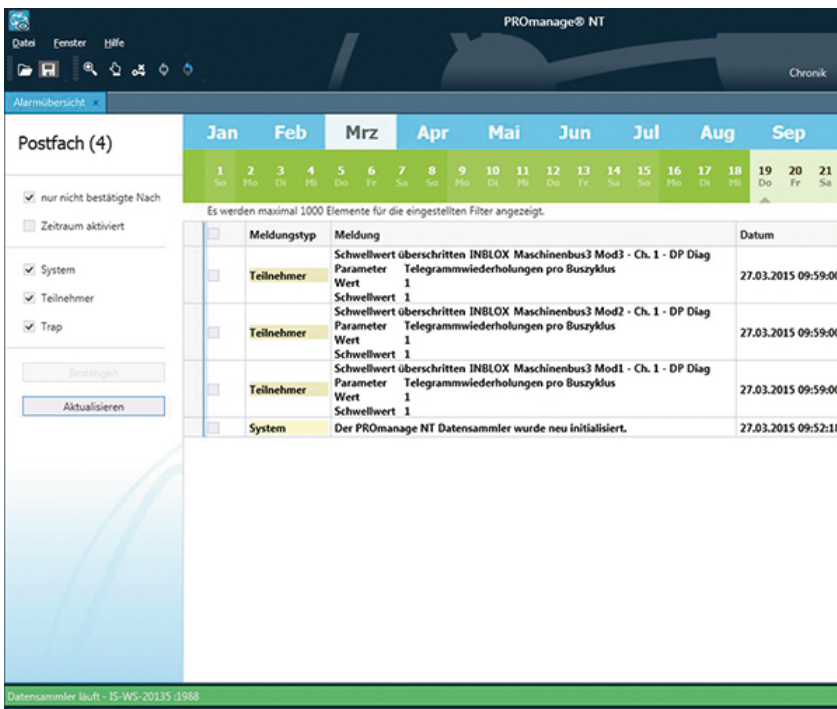 PROmanage® NT
Datei Fenster Hilfe
Chronik
Alarmübersicht ×
Postfach (4)
nur nicht bestätigte Nach
Zeitraum aktiviert
System
Teilnehmer
Trap
Bestätigen
Aktualisieren
Jan Feb Mrz Apr Mai Jun Jul Aug Sep
1 2 3 4 5 6 7 8 9 10 11 12 13 14 15 16 17 18 19 20 21
So Mo Di Mi Do Fr Sa So Mo Di Mi Do Fr Sa So Mo Di Mi Do Fr Sa
Es werden maximal 1000 Elemente für die eingestellten Filter angezeigt.
Meldungstyp Meldung Datum
Schwellwert überschritten INBLOX Maschinenbus3 Mod3 - Ch. 1 - DP Diag
Parameter Telegrammwiederholungen pro Buszyklus
Teilnehmer 27.03.2015 09:59:00
Wert 1
Schwellwert 1
Schwellwert überschritten INBLOX Maschinenbus3 Mod2 - Ch. 1 - DP Diag
Parameter Telegrammwiederholungen pro Buszyklus
Teilnehmer 27.03.2015 09:59:00
Wert 1
Schwellwert 1
Schwellwert überschritten INBLOX Maschinenbus3 Mod1 - Ch. 1 - DP Diag
Parameter Telegrammwiederholungen pro Buszyklus
Teilnehmer 27.03.2015 09:59:00
Wert 1
Schwellwert 1
System Der PROmanage NT Datensammler wurde neu initialisiert. 27.03.2015 09:52:18
Datensammler läuft - IS-WS-20135 :1988